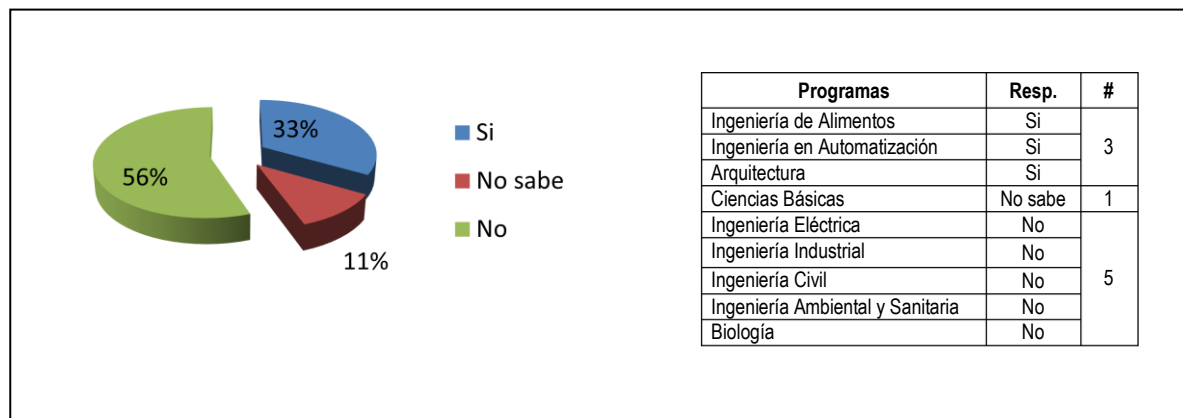 33%
56%
11%
Si
No sabe
No
Programas Resp. #
Ingeniería de Alimentos Si
Ingeniería en Automatización Si 3
Arquitectura Si
Ciencias Básicas No sabe 1
Ingeniería Eléctrica No
Ingeniería Industrial No
Ingeniería Civil No 5
Ingeniería Ambiental y Sanitaria No
Biología No